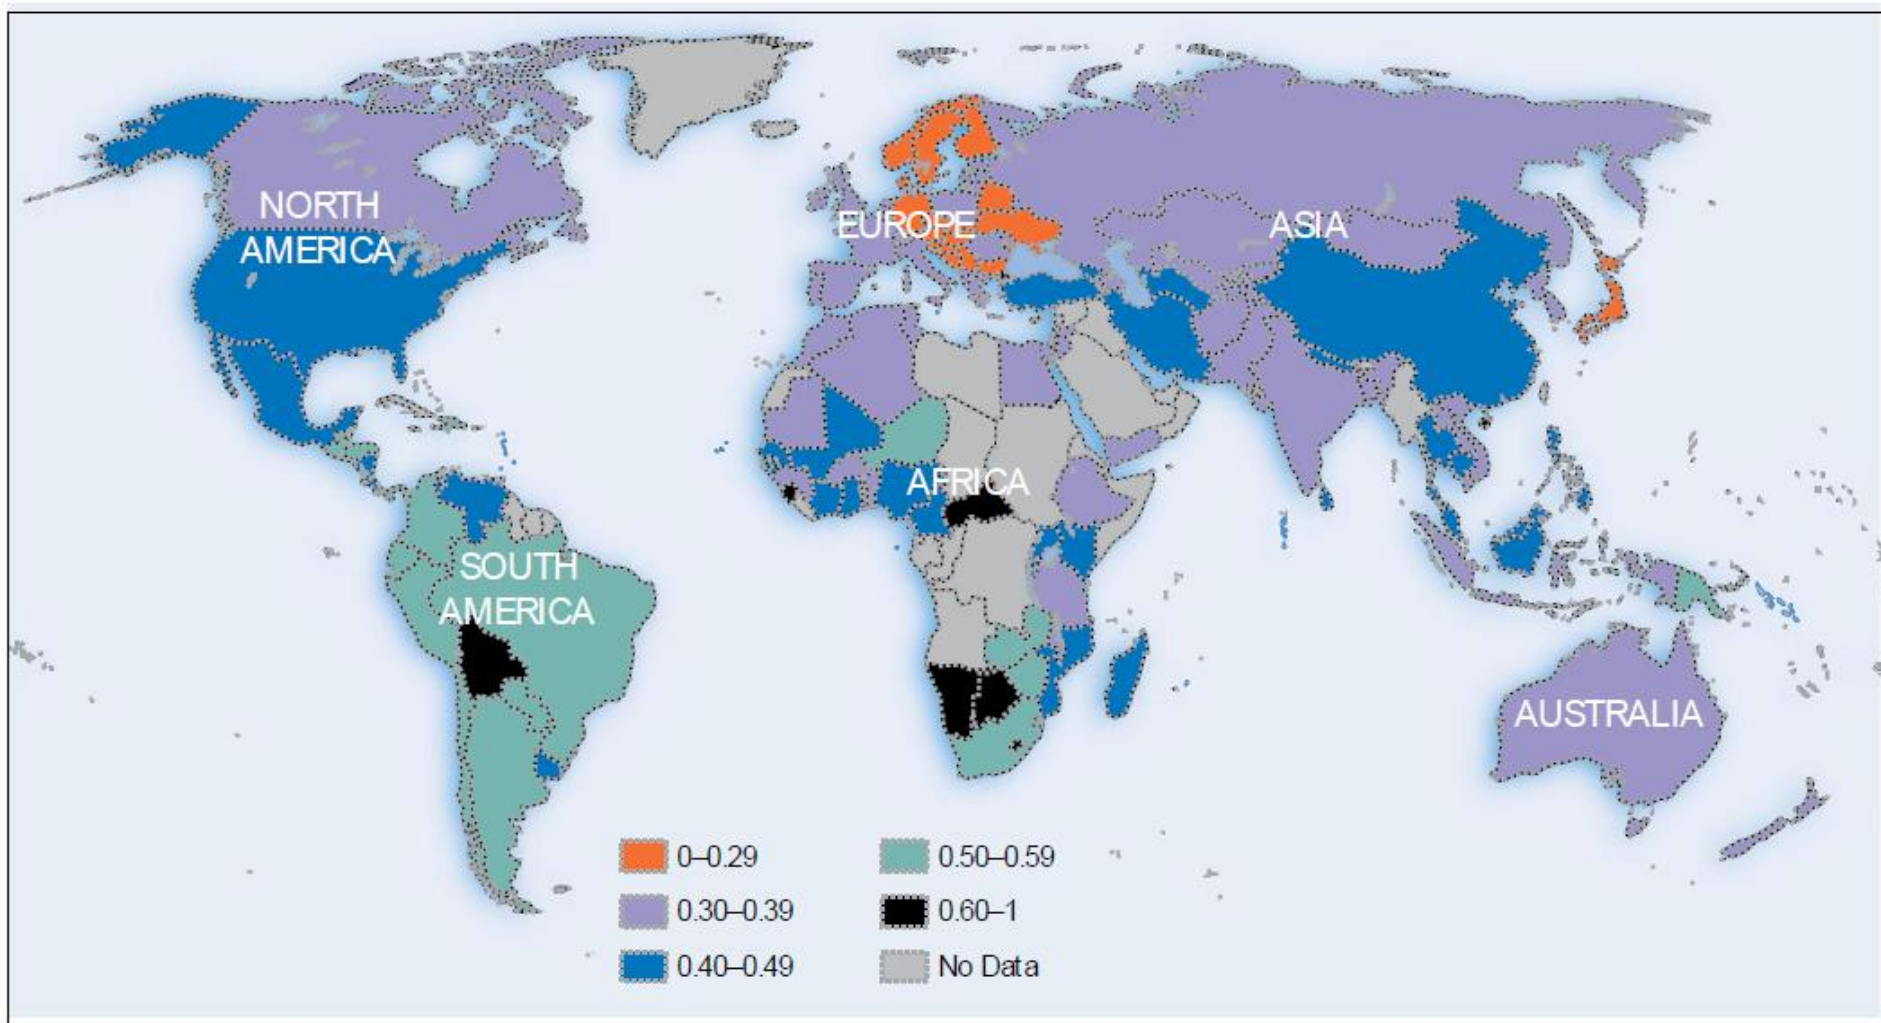 NORTH
AMERICA
EUROPE
ASIA
AFRICA
SOUTH
AMERICA
AUSTRALIA
0–0.29
0.30–0.39
0.40–0.49
0.50–0.59
0.60–1
No Data